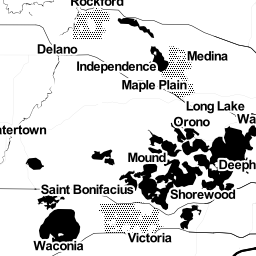 Rockford
Delano
Medina
Independence
Maple Plain
Long Lake
Orono
Wa
atertown
Mound
Deeph
Saint Bonifacius
Shorewood
Waconia
Victoria